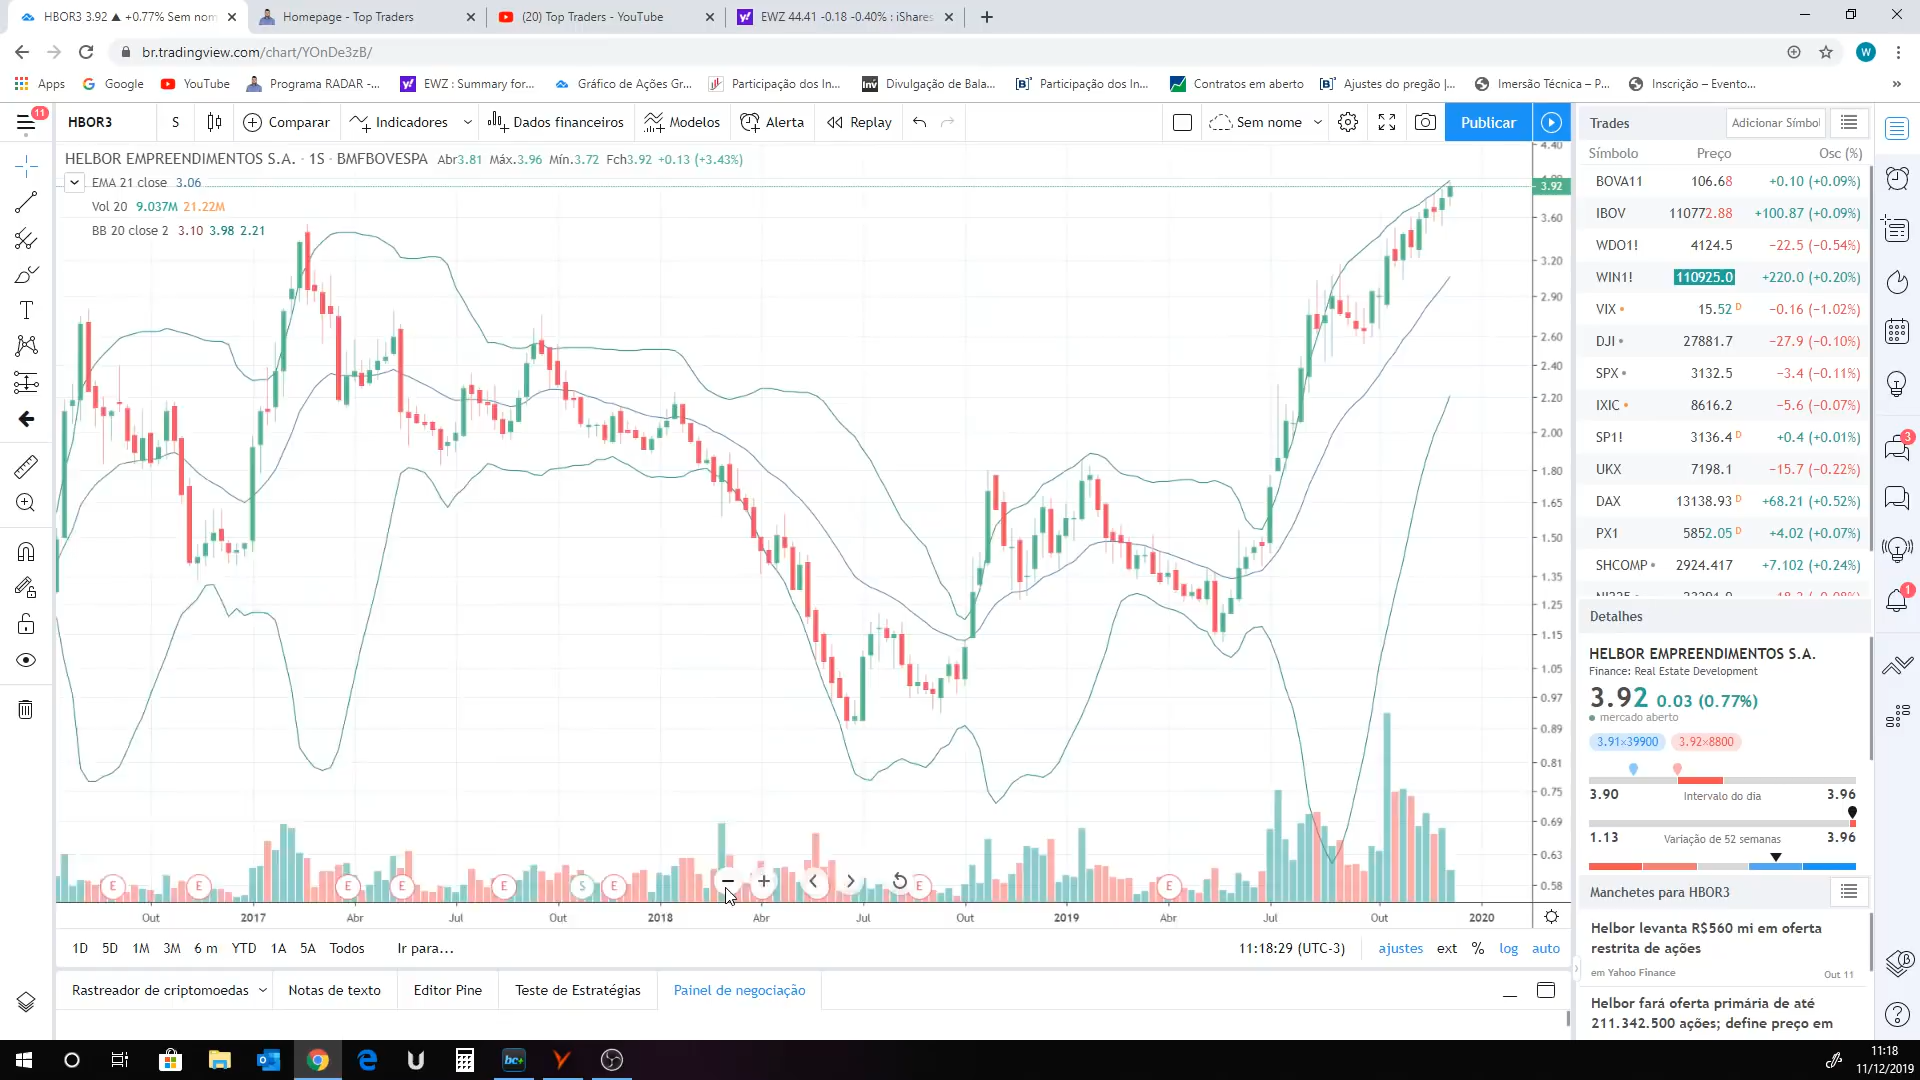 HBOR3 3.92 ▲ +0.77% Sem nom
Homepage - Top Traders
(20) Top Traders - YouTube
EWZ 44.41 -0.18 -0.40% : iShares
br.tradingview.com/chart/YOnDe3zB/
W
Apps
Google
YouTube
Programa RADAR -...
EWZ : Summary for...
Gráfico de Ações Gr...
Participação dos In...
Divulgação de Bala...
Participação dos In...
Contratos em aberto
Ajustes do pregão |...
Imersão Técnica – P...
Inscrição – Evento...
»
11
HBOR3
S
Comparar
Indicadores
Dados financeiros
Modelos
Alerta
Replay
Sem nome
Publicar
HELBOR EMPREENDIMENTOS S.A. · 1S · BMFBOVESPA Abr3.81 Máx.3.96 Mín.3.72 Fch3.92 +0.13 (+3.43%)
EMA 21 close 3.06
Vol 20 9.037M 21.22M
BB 20 close 2 3.10 3.98 2.21
4.40
3.92
3.60
3.20
2.90
2.60
2.40
2.20
2.00
1.80
1.65
1.50
1.35
1.25
1.15
1.05
0.97
0.89
0.81
0.75
0.69
0.63
0.58
E E E E E S E E E
Out 2017 Abr Jul Out 2018 Abr Jul Out 2019 Abr Jul Out 2020
1D 5D 1M 3M 6 m YTD 1A 5A Todos Ir para...
11:18:29 (UTC-3) ajustes ext % log auto
Rastreador de criptomoedas
Notas de texto
Editor Pine
Teste de Estratégias
Painel de negociação
Trades
Adicionar Símbol
Símbolo Preço Osc (%)
BOVA11 106.68 +0.10 (+0.09%)
IBOV 110772.88 +100.87 (+0.09%)
WDO1! 4124.5 −22.5 (−0.54%)
WIN1! 110925.0 +220.0 (+0.20%)
VIX 15.52 D −0.16 (−1.02%)
DJI 27881.7 −27.9 (−0.10%)
SPX 3132.5 −3.4 (−0.11%)
IXIC 8616.2 −5.6 (−0.07%)
SP1! 3136.4 D +0.4 (+0.01%)
UKX 7198.1 −15.7 (−0.22%)
DAX 13138.93 D +68.21 (+0.52%)
PX1 5852.05 D +4.02 (+0.07%)
SHCOMP 2924.417 +7.102 (+0.24%)
Detalhes
HELBOR EMPREENDIMENTOS S.A.
Finance: Real Estate Development
3.92 0.03 (0.77%)
mercado aberto
3.91×39900 3.92×8800
3.90 Intervalo do dia 3.96
1.13 Variação de 52 semanas 3.96
Manchetes para HBOR3
Helbor levanta R$560 mi em oferta
restrita de ações
em Yahoo Finance Out 11
Helbor fará oferta primária de até
211.342.500 ações; define preço em
3
1
bc+
11:18
11/12/2019